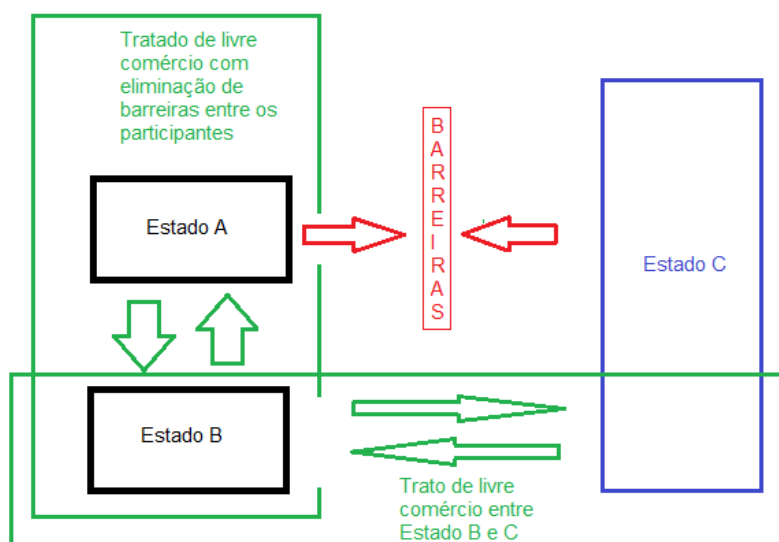 Tratado de livre
comércio com
eliminação de
barreiras entre os
participantes
BARREIRAS
Estado A
Estado C
Estado B
Trato de livre
comércio entre
Estado B e C